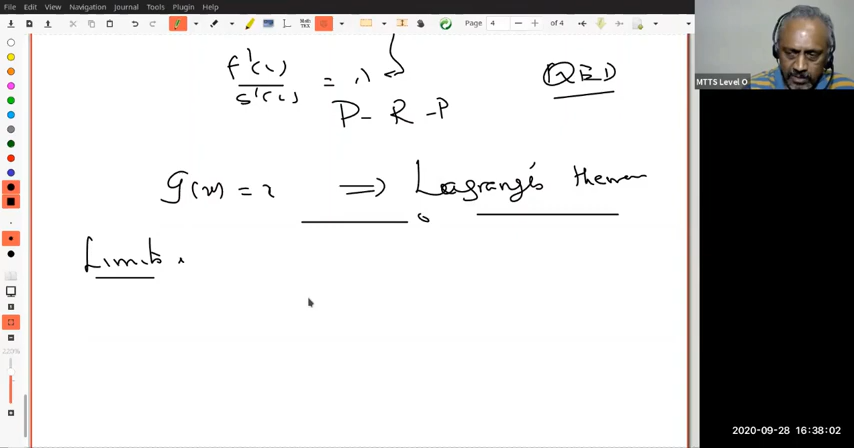 File Edit View Navigation Journal Tools Plugin Help
Page 4 of 4
f'(c)
g'(c) =
QED
P - R - P
g(x) = x ⟹ Lagrange's theorem
Limits
220%
MTTS Level O
2020-09-28 16:38:02